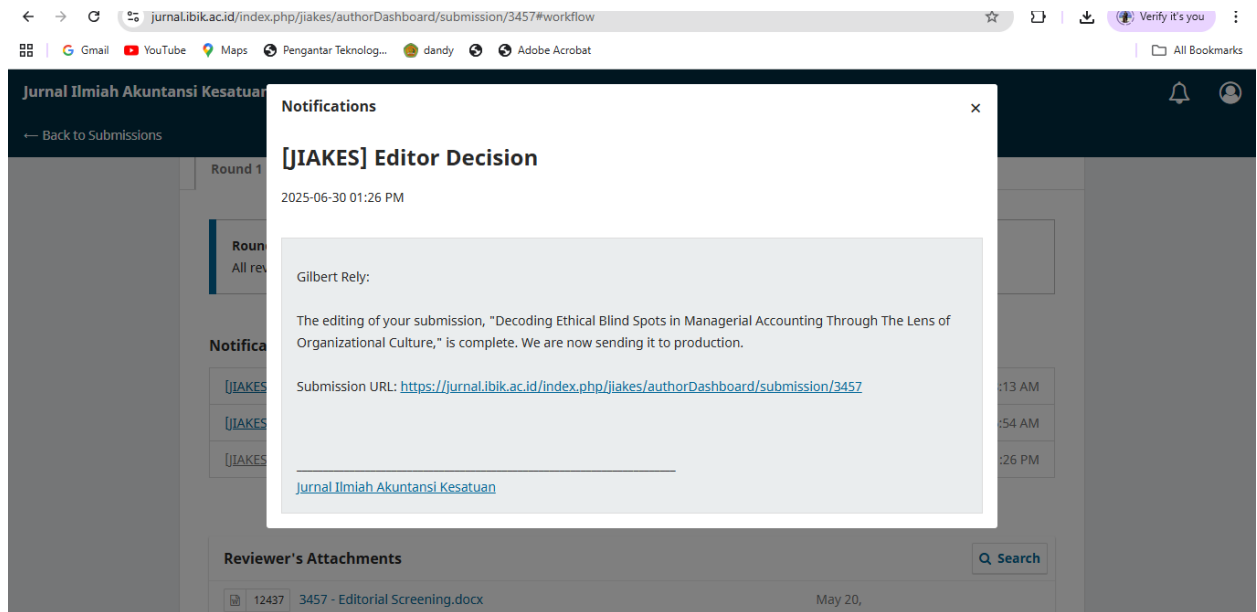 jurnal.ibik.ac.id/index.php/jiakes/authorDashboard/submission/3457#workflow
Verify it's you
Gmail YouTube Maps Pengantar Teknolog... dandy Adobe Acrobat
All Bookmarks
Jurnal Ilmiah Akuntansi Kesatuan
← Back to Submissions
Notifications
×
[JIAKES] Editor Decision
2025-06-30 01:26 PM
Round 1
Roun
All rev
Gilbert Rely:
The editing of your submission, "Decoding Ethical Blind Spots in Managerial Accounting Through The Lens of
Organizational Culture," is complete. We are now sending it to production.
Submission URL: https://jurnal.ibik.ac.id/index.php/jiakes/authorDashboard/submission/3457
Jurnal Ilmiah Akuntansi Kesatuan
Notifica
[JIAKES :13 AM
[JIAKES :54 AM
[JIAKES :26 PM
Reviewer's Attachments
Search
12437 3457 - Editorial Screening.docx May 20,